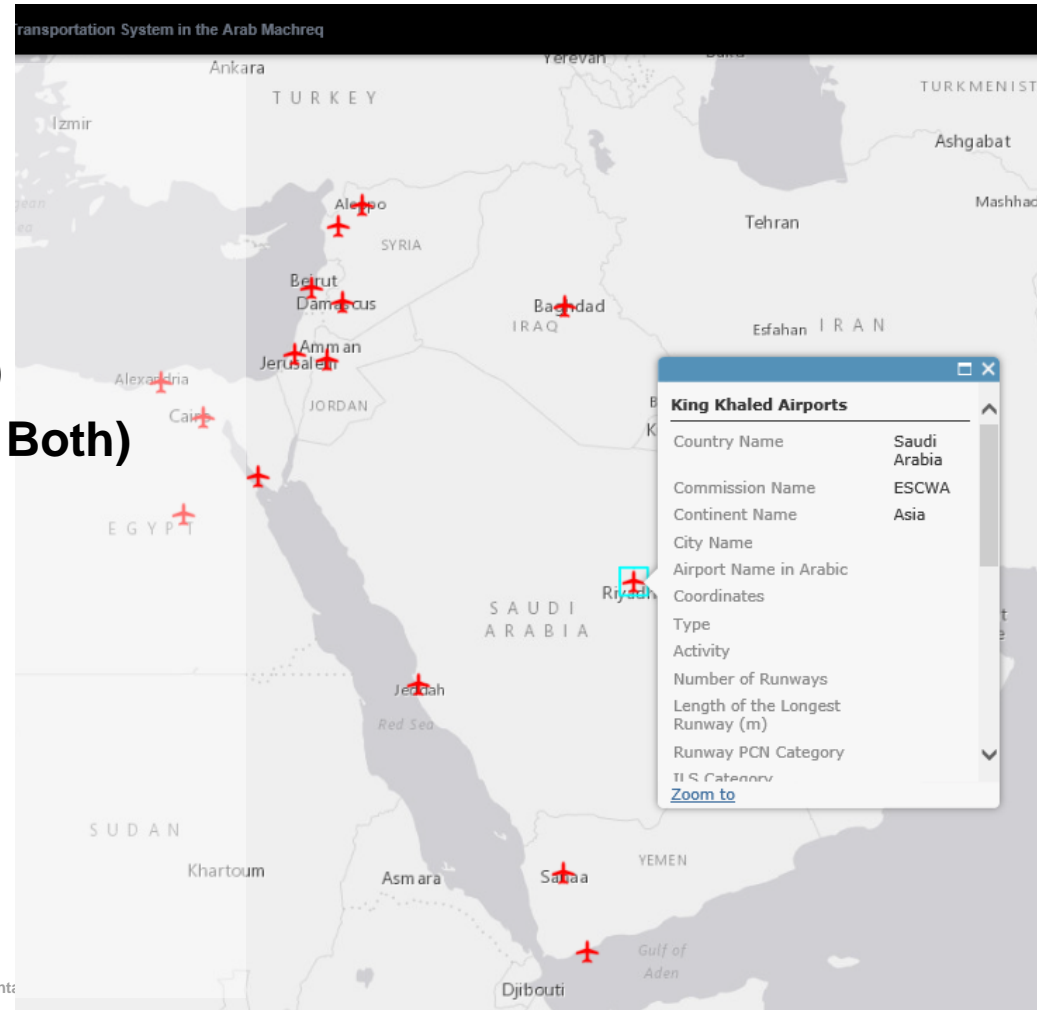 Transportation System in the Arab Machreq
Ankara
Yerevan
TURKEY
TURKMENIST
Izmir
Ashgabat
Mashhad
Aleppo
Tehran
SYRIA
Beirut
Damascus
Baghdad
IRAQ
Esfahan
IRAN
Amman
Jerusalem
Alexandria
JORDAN
Cairo
)
Both)
EGYPT
B
K
King Khaled Airports
Country Name Saudi
Arabia
Commission Name ESCWA
Continent Name Asia
City Name
Airport Name in Arabic
Coordinates
Type
Activity
Number of Runways
Length of the Longest
Runway (m)
Runway PCN Category
ILS Category
Zoom to
Riyadh
SAUDI
ARABIA
t
e
Jeddah
Red Sea
SUDAN
Khartoum
Asmara
Sanaa
YEMEN
Gulf of
Aden
Djibouti
nta